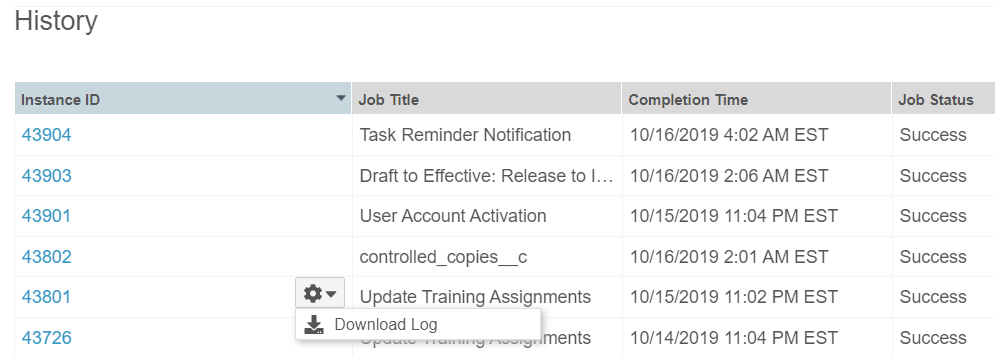 History
Instance ID Job Title Completion Time Job Status
43904 Task Reminder Notification 10/16/2019 4:02 AM EST Success
43903 Draft to Effective: Release to I… 10/16/2019 2:06 AM EST Success
43901 User Account Activation 10/15/2019 11:04 PM EST Success
43802 controlled_copies__c 10/16/2019 2:01 AM EST Success
43801 Update Training Assignments 10/15/2019 11:02 PM EST Success
Download Log
43726 Update Training Assignments 10/14/2019 11:04 PM EST Success